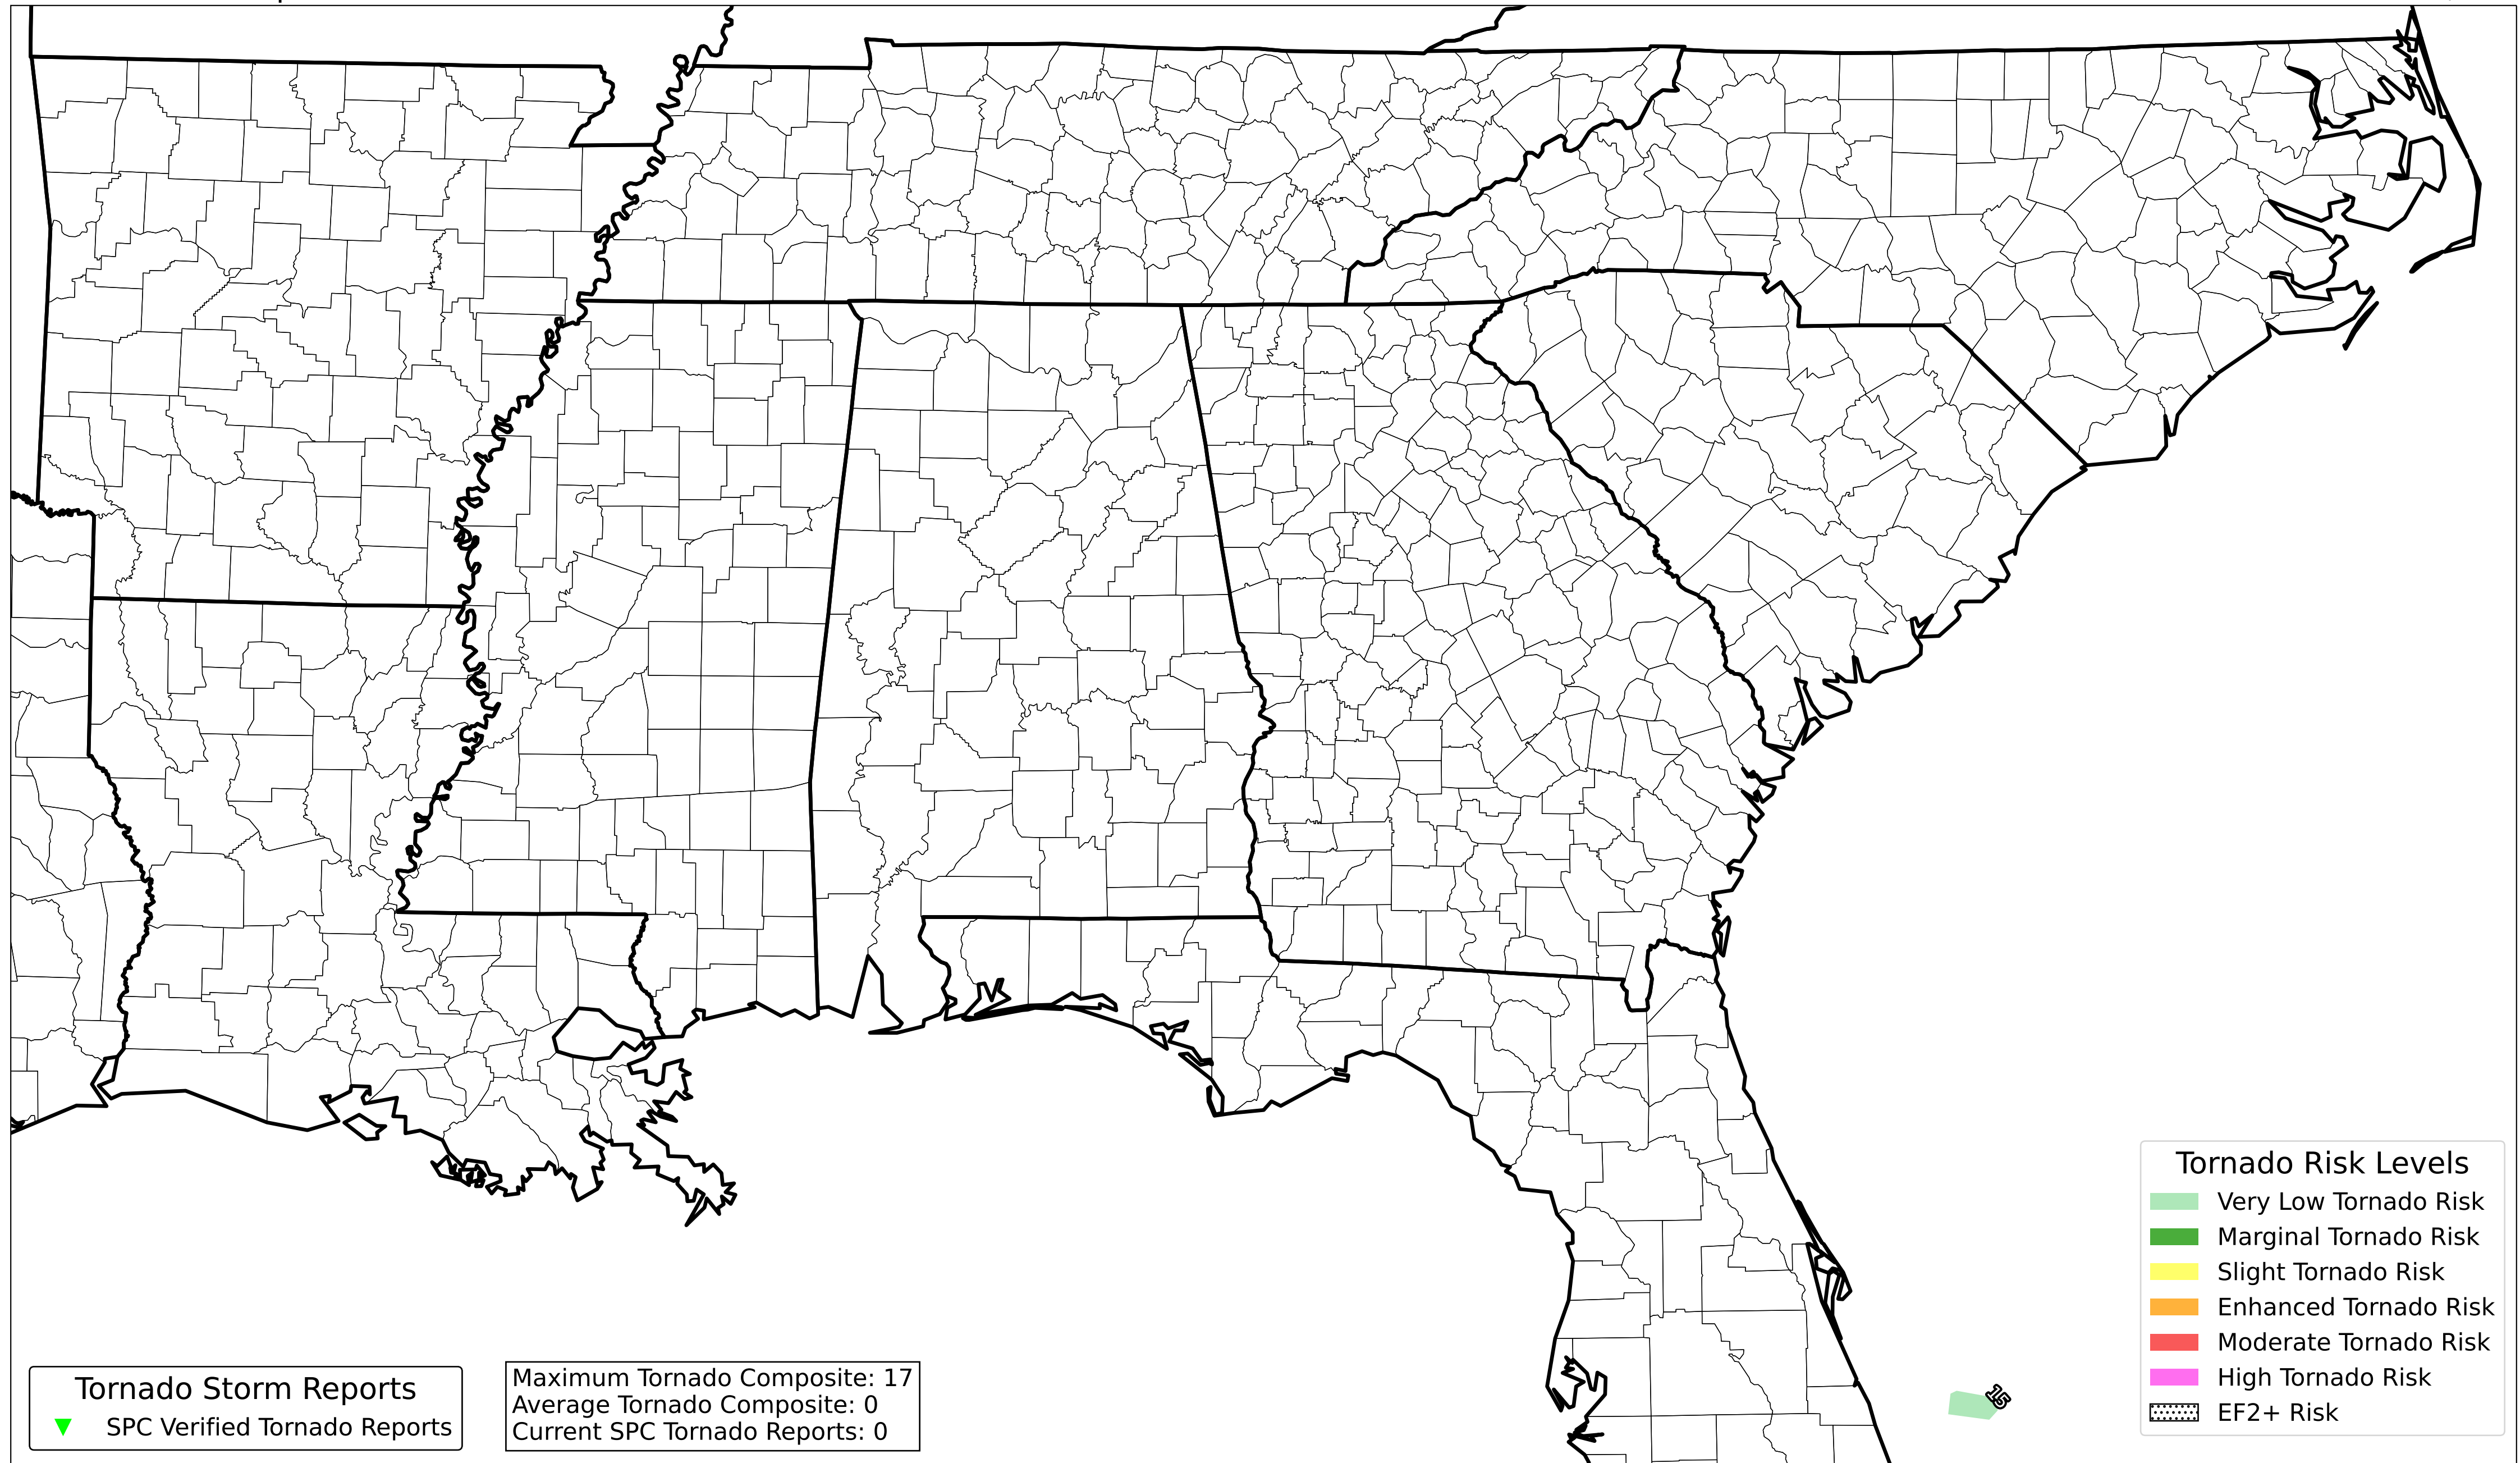 Tornado Risk Levels
Very Low Tornado Risk
Marginal Tornado Risk
Slight Tornado Risk
Enhanced Tornado Risk
Moderate Tornado Risk
High Tornado Risk
EF2+ Risk
15
Tornado Storm Reports
SPC Verified Tornado Reports
Maximum Tornado Composite: 17
Average Tornado Composite: 0
Current SPC Tornado Reports: 0